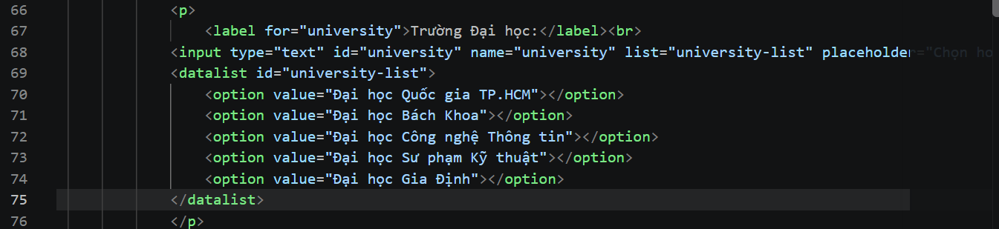 66 <p>
67 <label for="university">Trường Đại học:</label><br>
68 <input type="text" id="university" name="university" list="university-list" placeholder="Chọn
69 <datalist id="university-list">
70 <option value="Đại học Quốc gia TP.HCM"></option>
71 <option value="Đại học Bách Khoa"></option>
72 <option value="Đại học Công nghệ Thông tin"></option>
73 <option value="Đại học Sư phạm Kỹ thuật"></option>
74 <option value="Đại học Gia Định"></option>
75 </datalist>
76 </p>